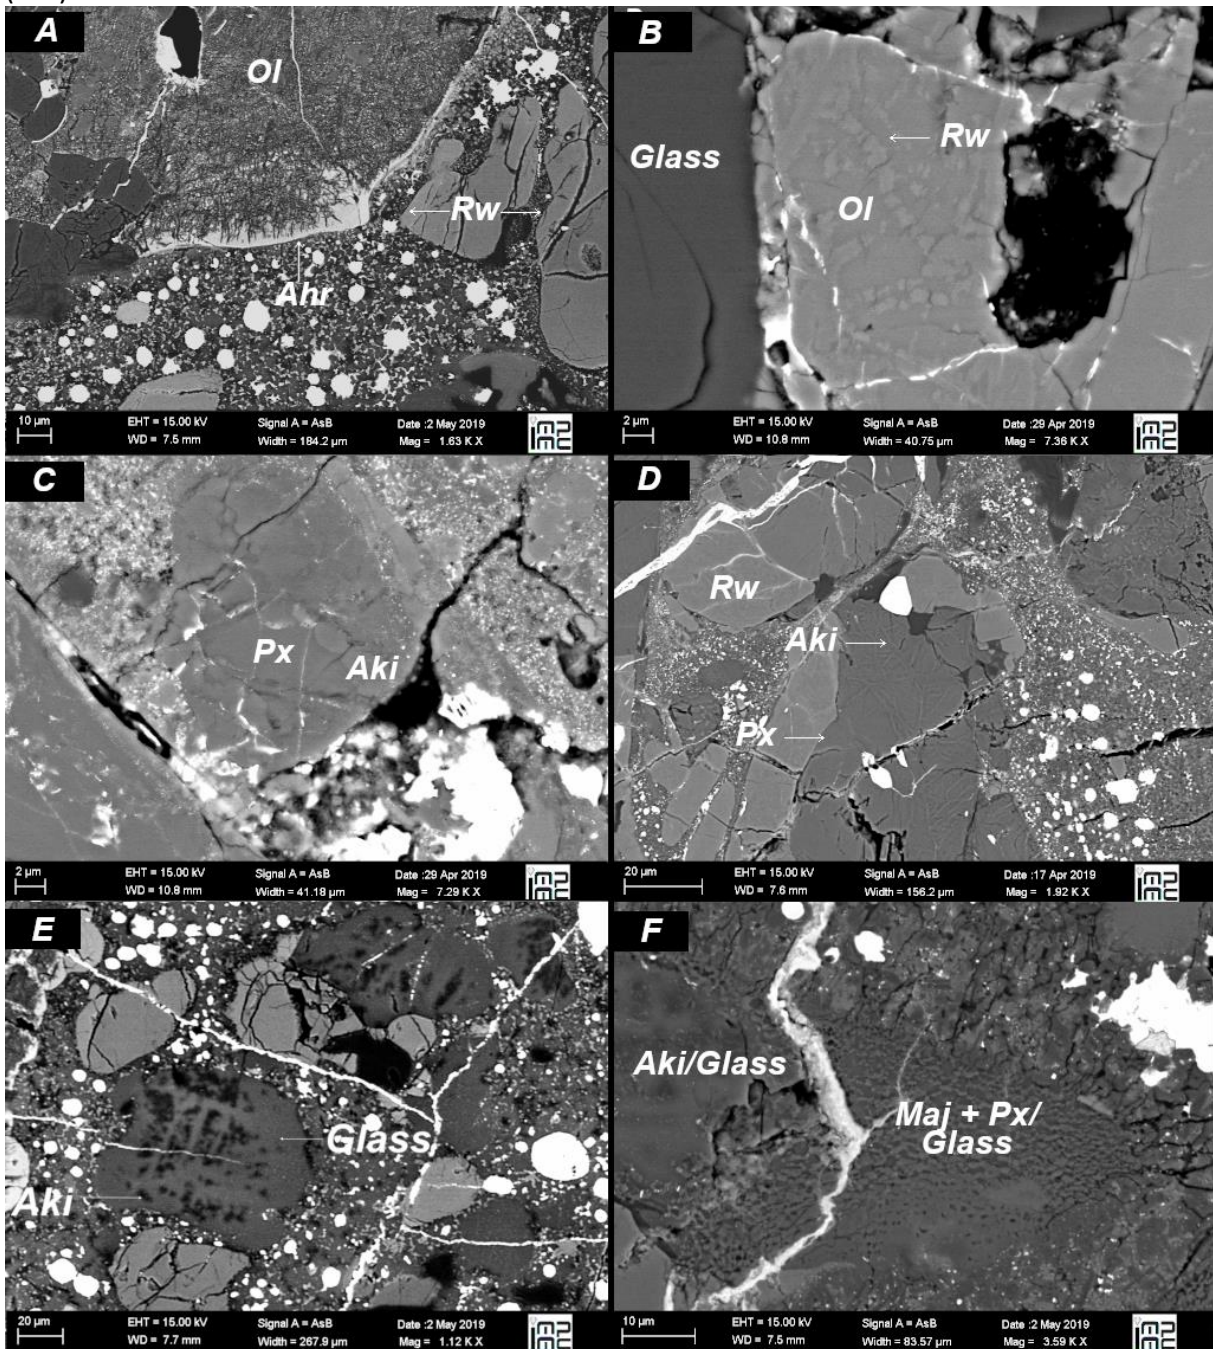 A
Ol
Rw
Ahr
10 µm
EHT = 15.00 kV
WD = 7.5 mm
Signal A = AsB
Width = 184.2 µm
Date :2 May 2019
Mag = 1.63 K X
B
Rw
Glass
Ol
2 µm
EHT = 15.00 kV
WD = 10.8 mm
Signal A = AsB
Width = 40.75 µm
Date :29 Apr 2019
Mag = 7.36 K X
C
Px
Aki
2 µm
EHT = 15.00 kV
WD = 10.8 mm
Signal A = AsB
Width = 41.18 µm
Date :29 Apr 2019
Mag = 7.29 K X
D
Rw
Aki
Px
20 µm
EHT = 15.00 kV
WD = 7.6 mm
Signal A = AsB
Width = 156.2 µm
Date :17 Apr 2019
Mag = 1.92 K X
E
Glass
Aki
20 µm
EHT = 15.00 kV
WD = 7.7 mm
Signal A = AsB
Width = 267.9 µm
Date :2 May 2019
Mag = 1.12 K X
F
Aki/Glass
Maj + Px/
Glass
10 µm
EHT = 15.00 kV
WD = 7.5 mm
Signal A = AsB
Width = 83.57 µm
Date :2 May 2019
Mag = 3.59 K X